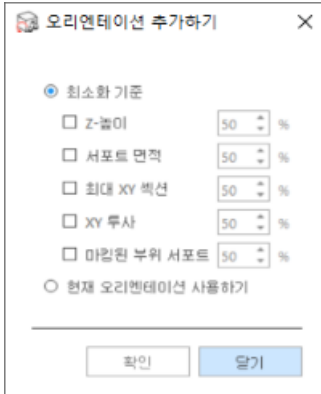 오리엔테이션 추가하기
최소화 기준
Z-높이 50 %
서포트 면적 50 %
최대 XY 섹션 50 %
XY 투사 50 %
마킹된 부위 서포트 50 %
현재 오리엔테이션 사용하기
확인 닫기